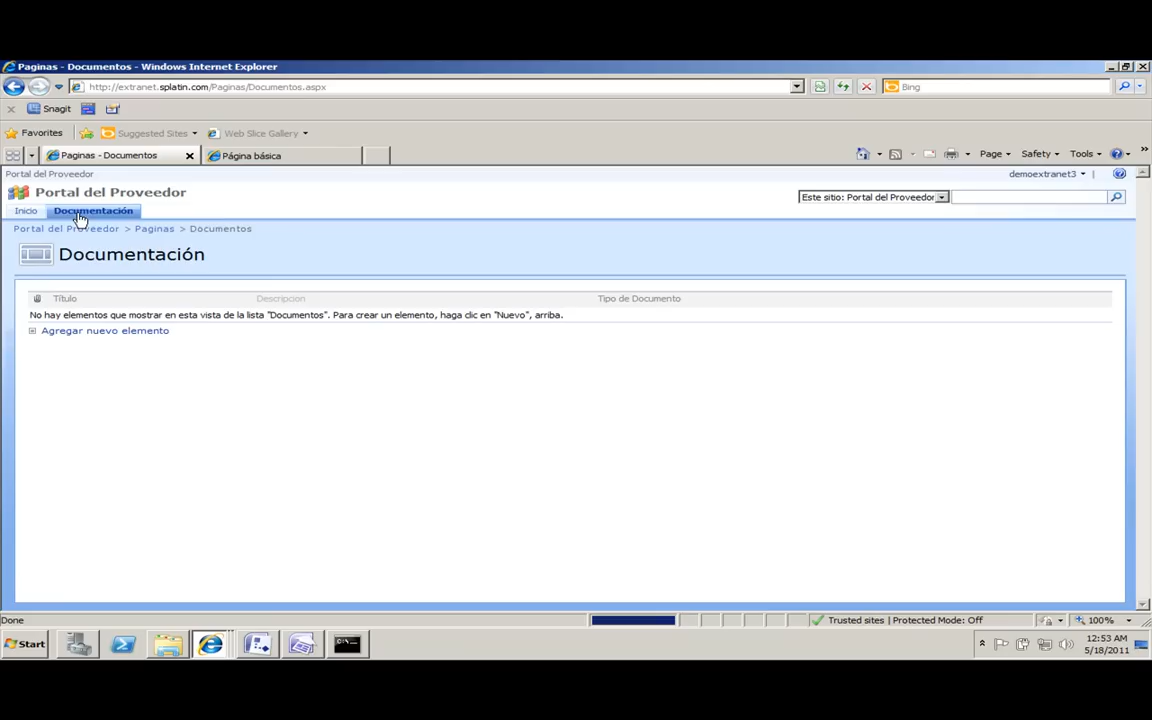 Paginas - Documentos - Windows Internet Explorer
http://extranet.splatin.com/Paginas/Documentos.aspx
Bing
Snagit
Favorites
Suggested Sites
Web Slice Gallery
Paginas - Documentos
Página básica
Page
Safety
Tools
Portal del Proveedor
demoextranet3
Portal del Proveedor
Este sitio: Portal del Proveedor
Inicio
Documentación
Portal del Proveedor > Paginas > Documentos
Documentación
Título
Descripcion
Tipo de Documento
No hay elementos que mostrar en esta vista de la lista "Documentos". Para crear un elemento, haga clic en "Nuevo", arriba.
Agregar nuevo elemento
Done
Trusted sites | Protected Mode: Off
100%
Start
12:53 AM
5/18/2011